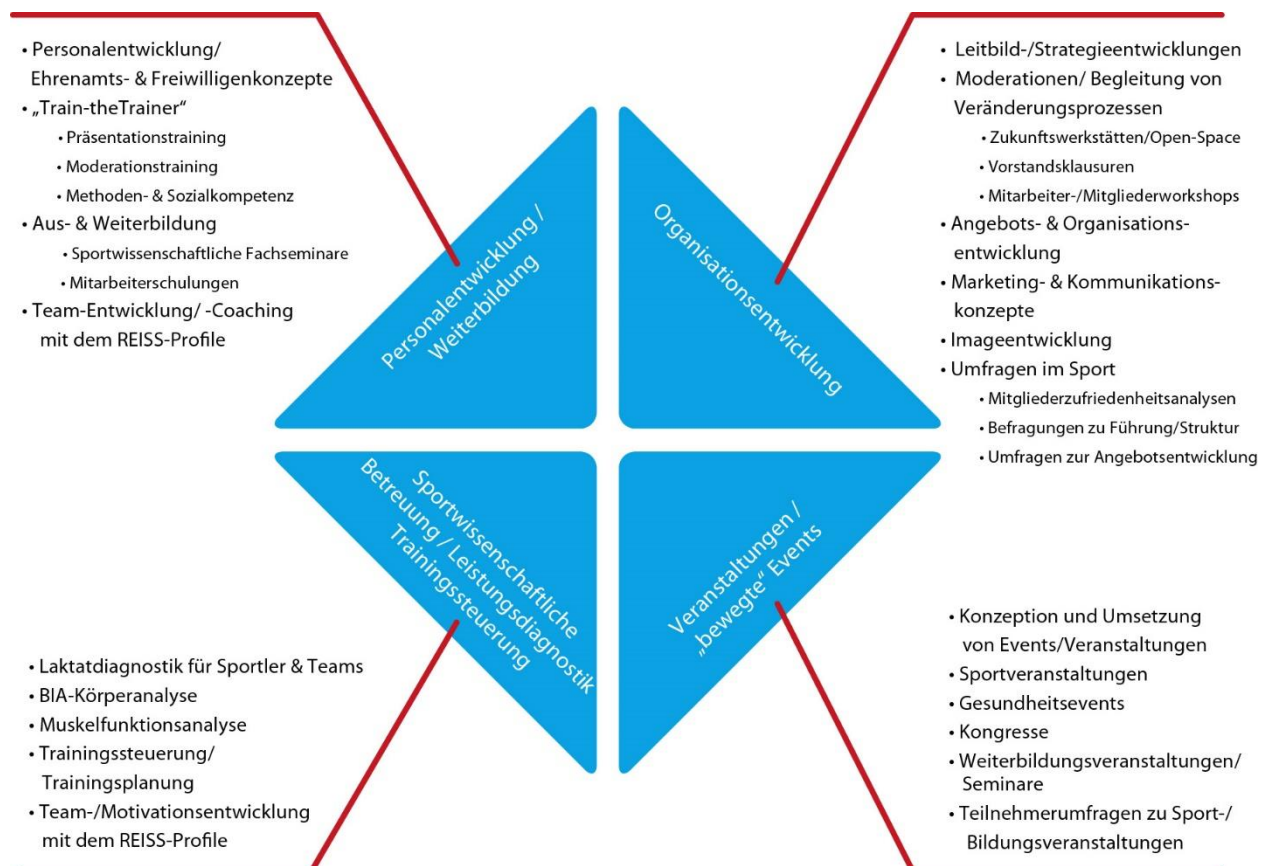 • Personalentwicklung/
Ehrenamts- & Freiwilligenkonzepte
• „Train-theTrainer“
• Präsentationstraining
• Moderationstraining
• Methoden- & Sozialkompetenz
• Aus- & Weiterbildung
• Sportwissenschaftliche Fachseminare
• Mitarbeiterschulungen
• Team-Entwicklung/ -Coaching
mit dem REISS-Profile
Personalentwicklung /
Weiterbildung
Organisationsentwicklung
• Leitbild-/Strategieentwicklungen
• Moderationen/ Begleitung von
Veränderungsprozessen
• Zukunftswerkstätten/Open-Space
• Vorstandsklausuren
• Mitarbeiter-/Mitgliederworkshops
• Angebots- & Organisations-
entwicklung
• Marketing- & Kommunikations-
konzepte
• Imageentwicklung
• Umfragen im Sport
• Mitgliederzufriedenheitsanalysen
• Befragungen zu Führung/Struktur
• Umfragen zur Angebotsentwicklung
Sportwissenschaftliche
Betreuung / Leistungsdiagnostik
Trainingssteuerung
• Laktatdiagnostik für Sportler & Teams
• BIA-Körperanalyse
• Muskelfunktionsanalyse
• Trainingssteuerung/
Trainingsplanung
• Team-/Motivationsentwicklung
mit dem REISS-Profile
Veranstaltungen /
„bewegte“ Events
• Konzeption und Umsetzung
von Events/Veranstaltungen
• Sportveranstaltungen
• Gesundheitsevents
• Kongresse
• Weiterbildungsveranstaltungen/
Seminare
• Teilnehmerumfragen zu Sport-/
Bildungsveranstaltungen